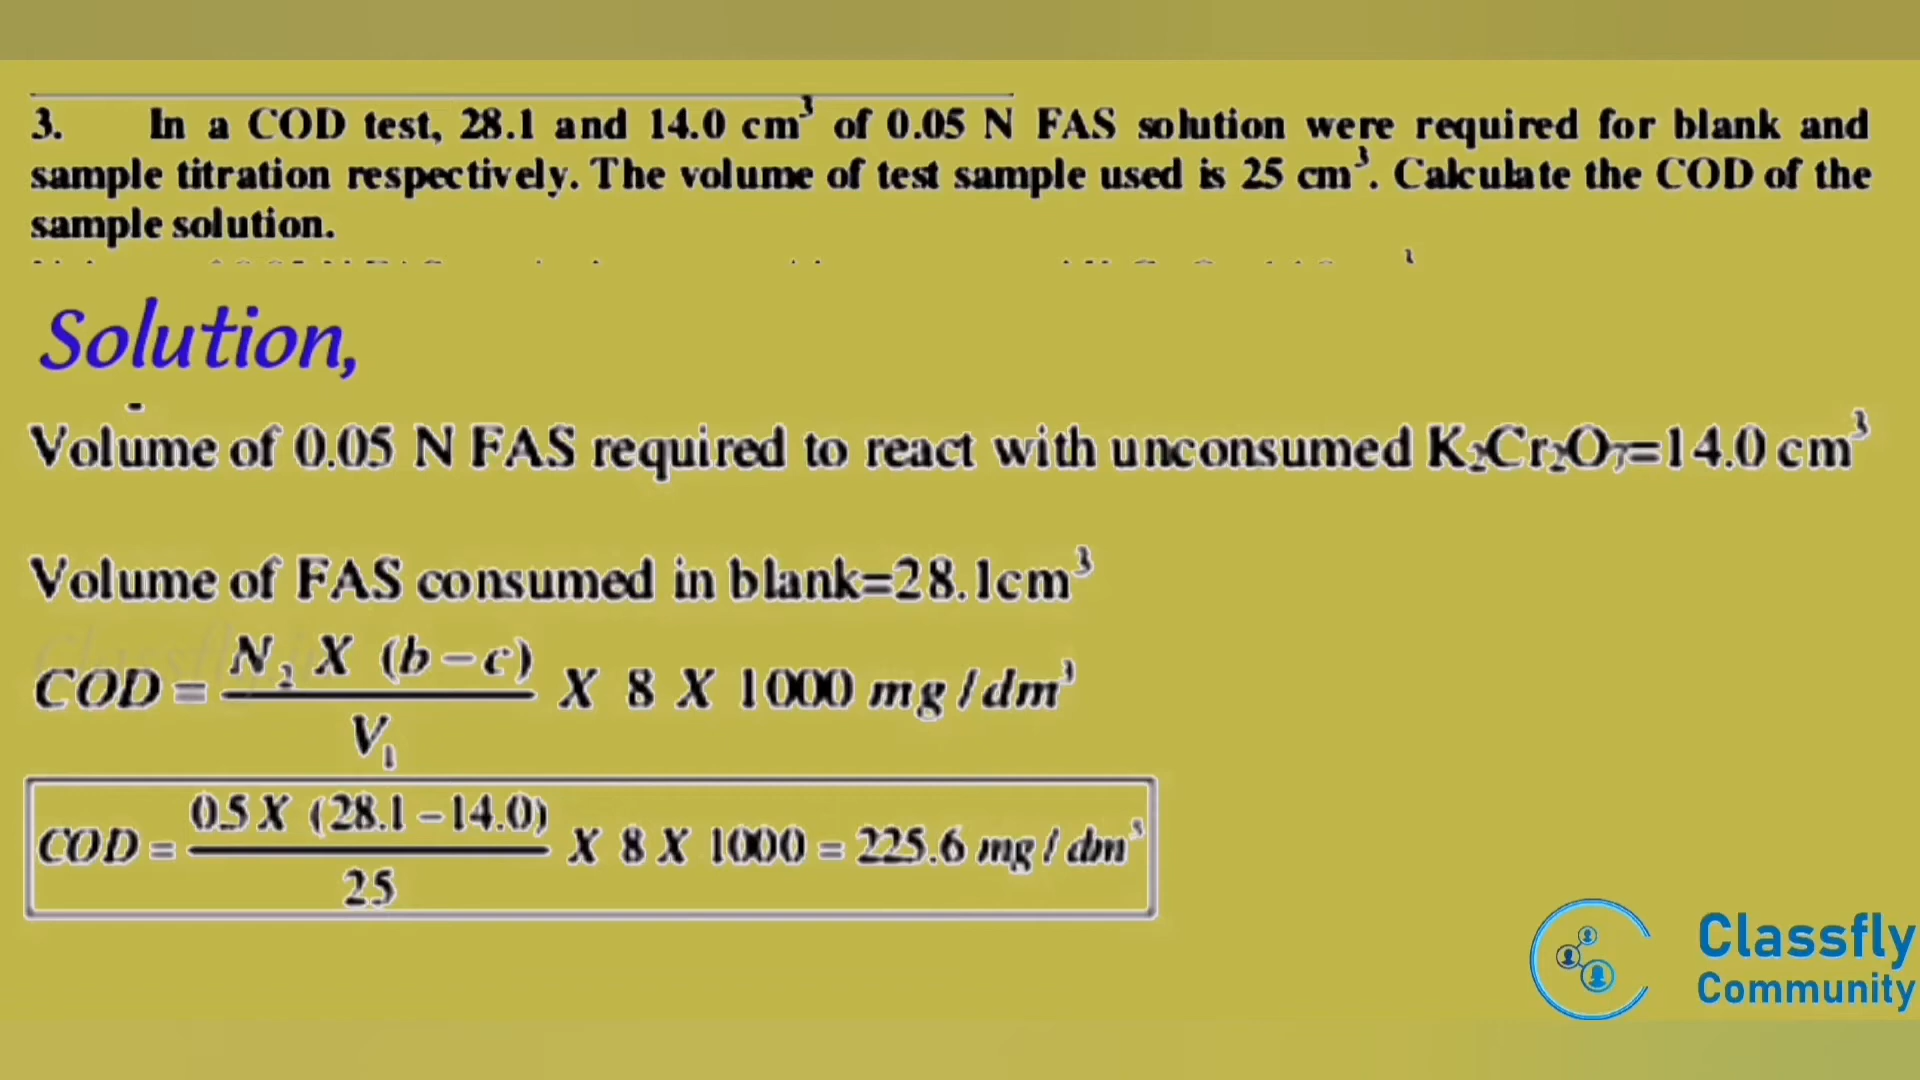 3. In a COD test, 28.1 and 14.0 cm³ of 0.05 N FAS solution were required for blank and
sample titration respectively. The volume of test sample used is 25 cm³. Calculate the COD of the
sample solution.
Solution,
Volume of 0.05 N FAS required to react with unconsumed K₂Cr₂O₇=14.0 cm³
Volume of FAS consumed in blank=28.1cm³
COD = N₂ X (b – c) / V₁ X 8 X 1000 mg / dm³
COD = 0.5 X (28.1 – 14.0) / 25 X 8 X 1000 = 225.6 mg / dm³
Classfly
Community